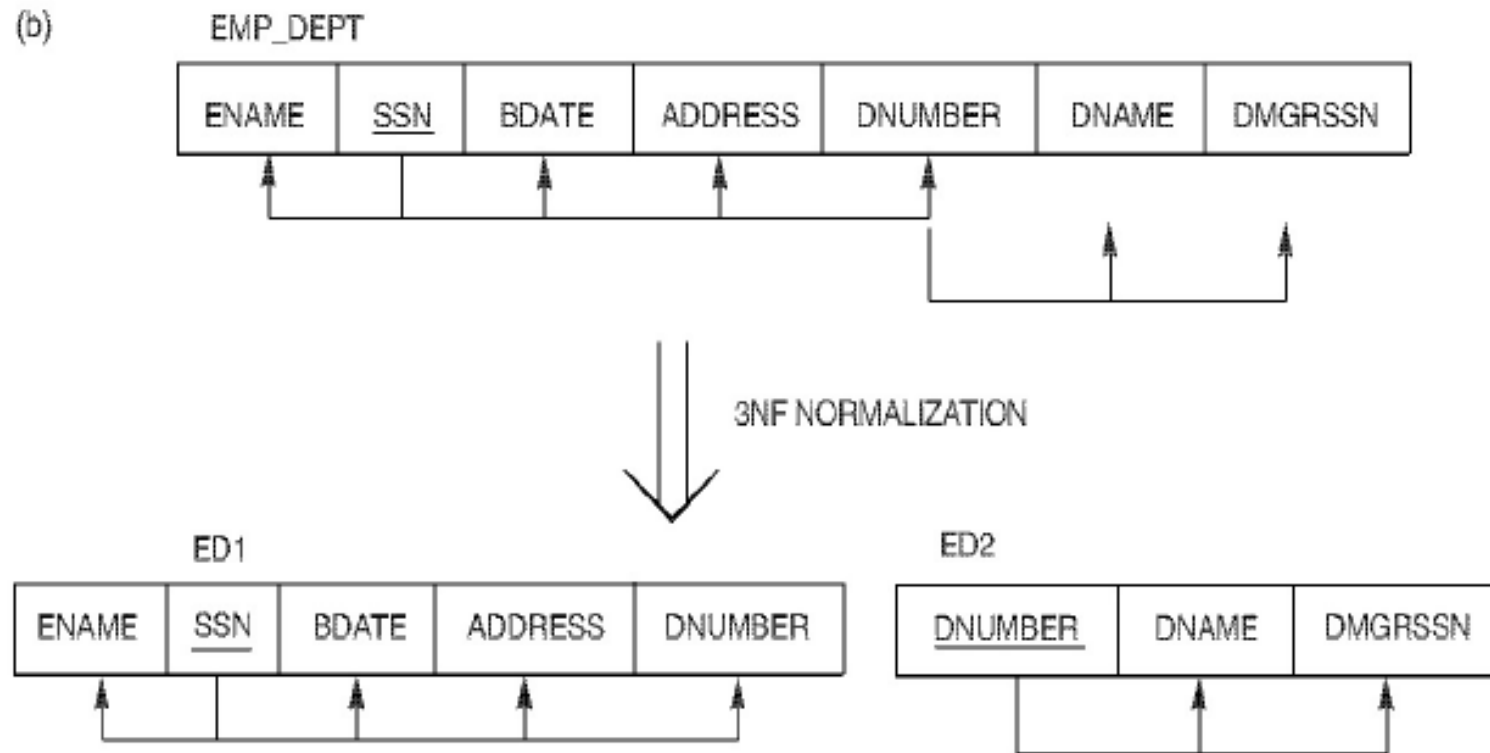 (b)
EMP_DEPT
ENAME SSN BDATE ADDRESS DNUMBER DNAME DMGRSSN
3NF NORMALIZATION
ED1
ENAME SSN BDATE ADDRESS DNUMBER
ED2
DNUMBER DNAME DMGRSSN